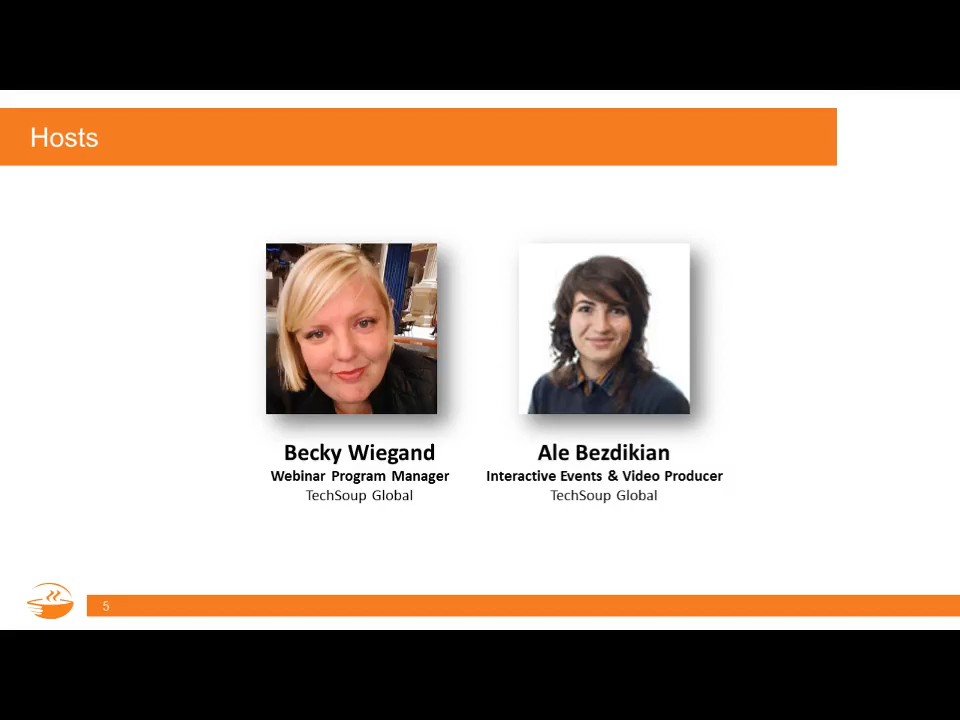 Hosts
Becky Wiegand
Webinar Program Manager
TechSoup Global
Ale Bezdikian
Interactive Events & Video Producer
TechSoup Global
5